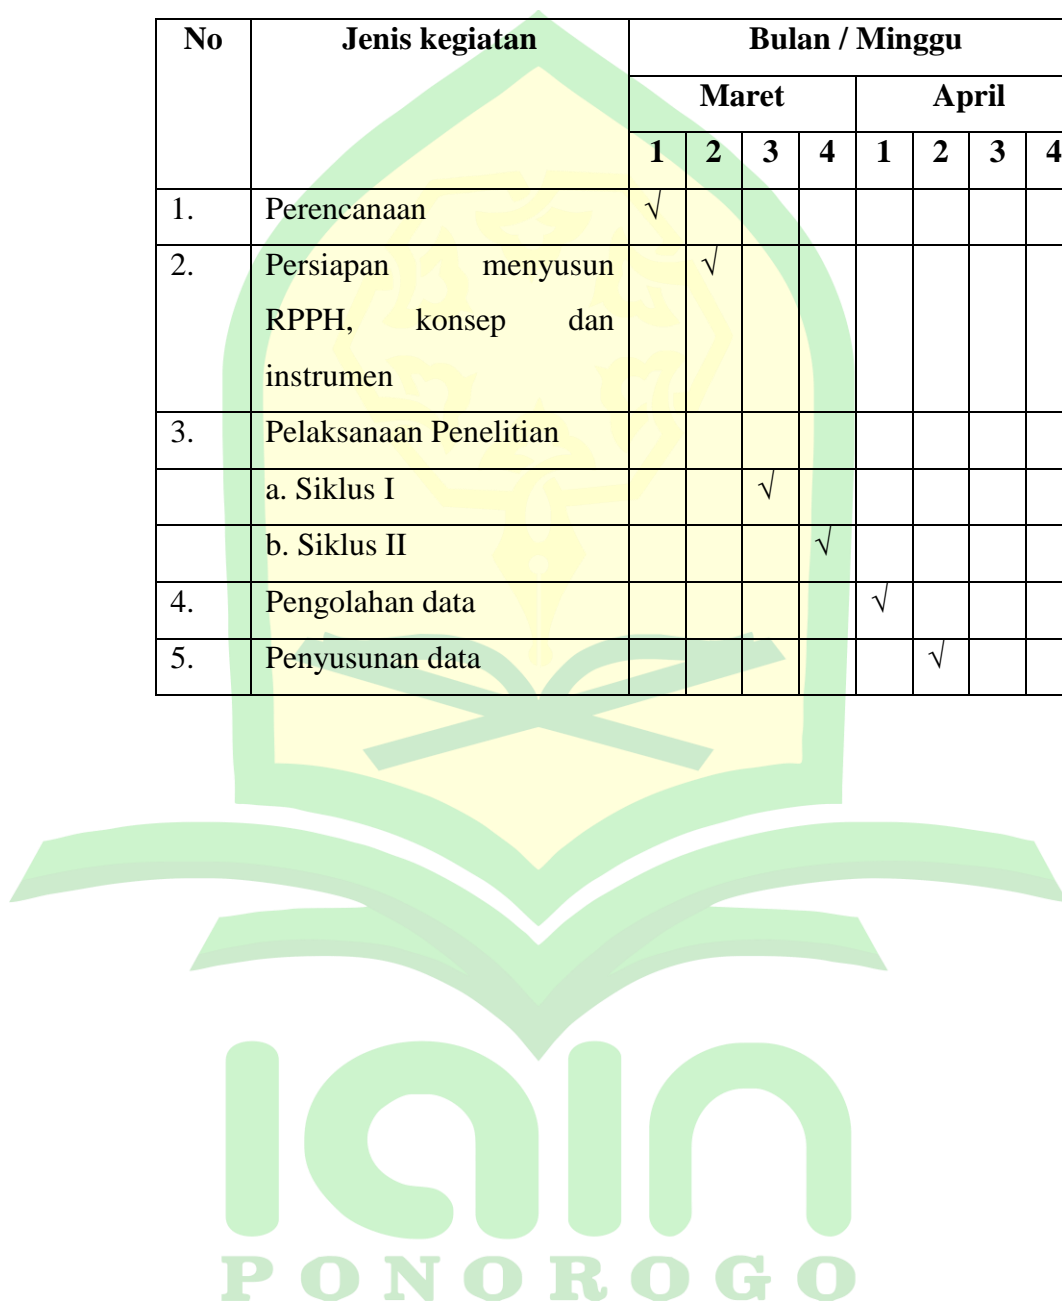 No Jenis kegiatan Bulan / Minggu
Maret April
1 2 3 4 1 2 3 4
1. Perencanaan √
2. Persiapan menyusun √
RPPH, konsep dan
instrumen
3. Pelaksanaan Penelitian
a. Siklus I √
b. Siklus II √
4. Pengolahan data √
5. Penyusunan data √
iain
PONOROGO